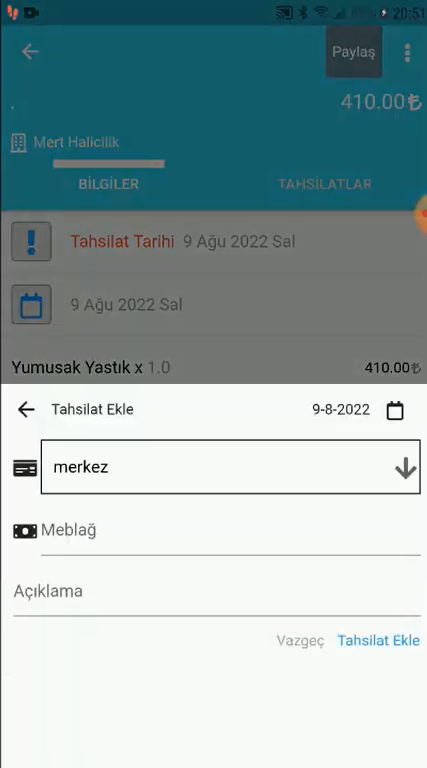 20:51
Paylaş
410.00₺
Mert Halicilik
BİLGİLER
TAHSİLATLAR
Tahsilat Tarihi 9 Ağu 2022 Sal
9 Ağu 2022 Sal
Yumusak Yastık x 1.0 410.00₺
Tahsilat Ekle 9-8-2022
merkez
Meblağ
Açıklama
Vazgeç Tahsilat Ekle